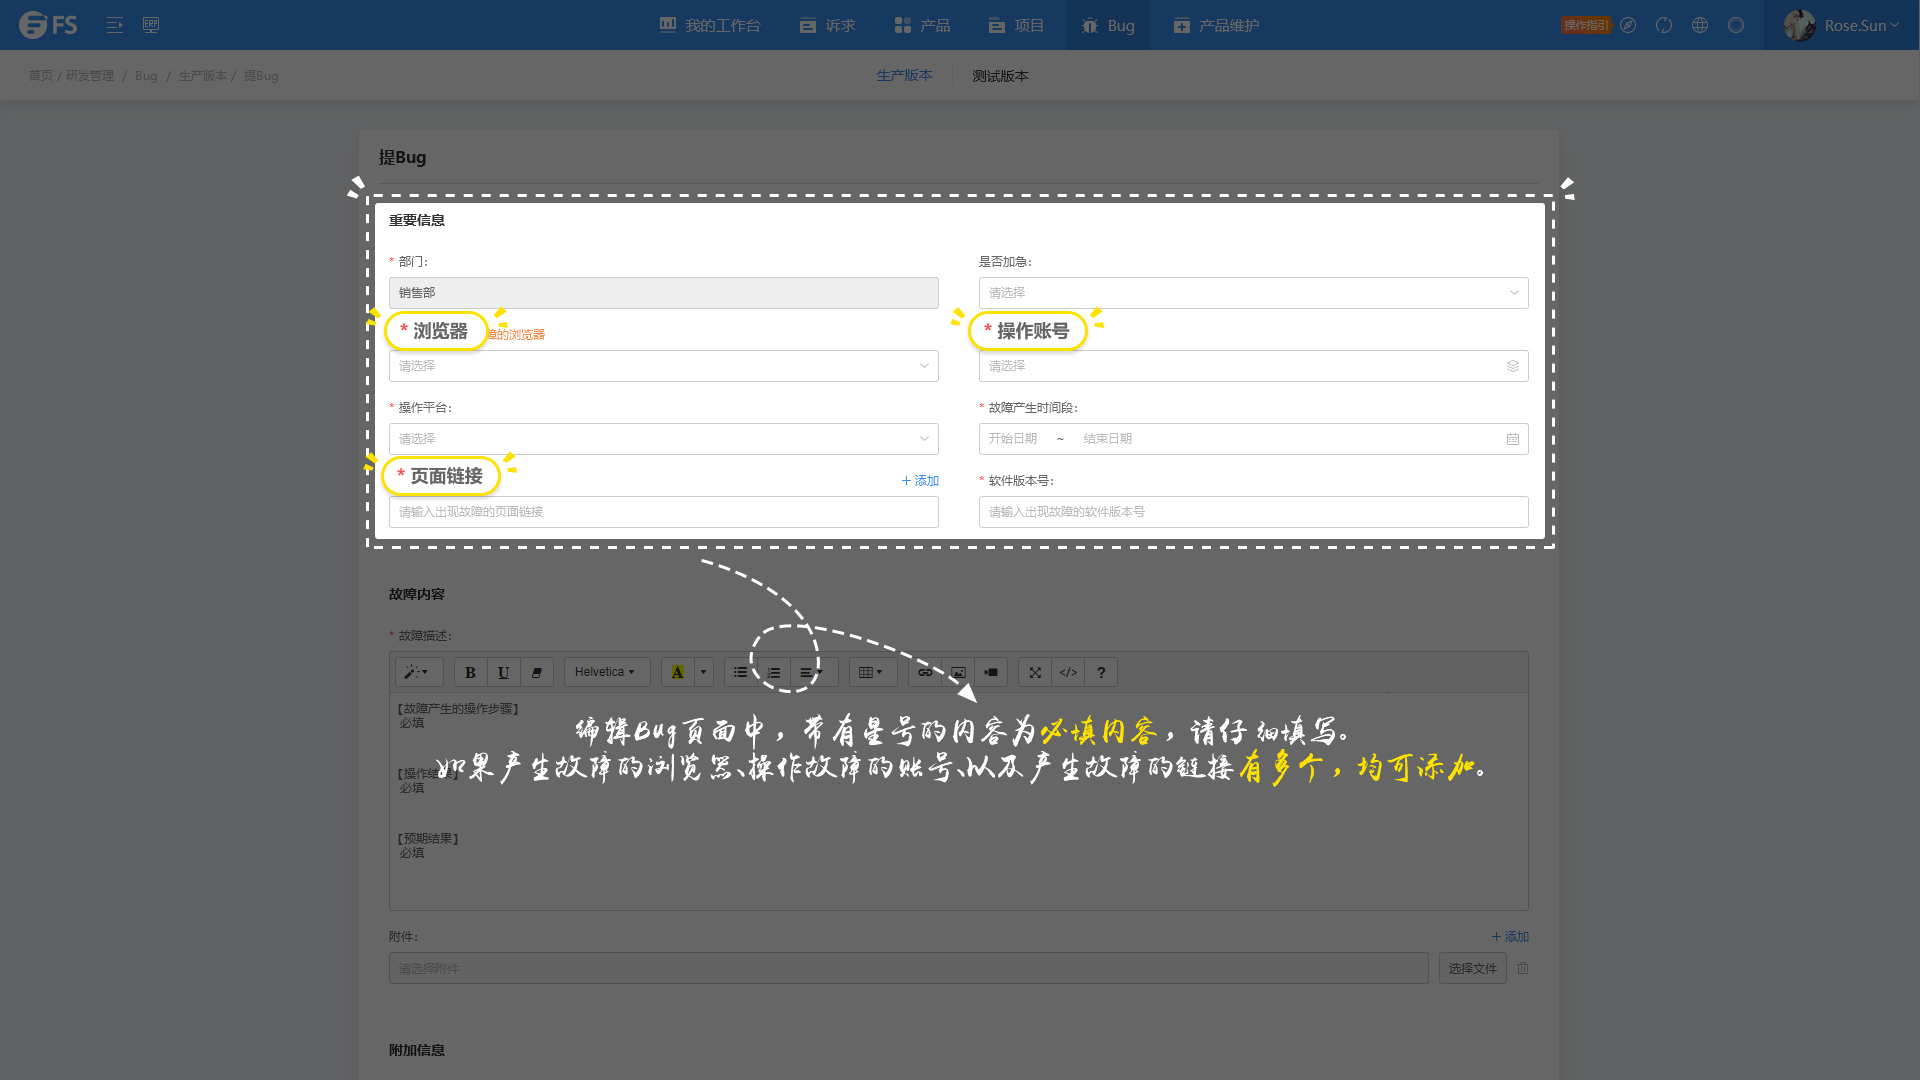 FS
ERP
我的工作台
诉求
产品
项目
Bug
产品维护
操作指引
Rose.Sun
首页 / 研发管理 / Bug / 生产版本 / 提Bug
生产版本
测试版本
提Bug
重要信息
* 部门:
是否加急:
销售部
请选择
* 浏览器
障的浏览器
* 操作账号
请选择
请选择
* 操作平台:
* 故障产生时间段:
请选择
开始日期 ~ 结束日期
* 页面链接
+ 添加
* 软件版本号:
请输入出现故障的页面链接
请输入出现故障的软件版本号
故障内容
* 故障描述:
B U Helvetica A </> ?
【故障产生的操作步骤】
必填
编辑Bug页面中，带有星号的内容为必填内容，请仔细填写。
如果产生故障的浏览器、操作故障的账号、以及产生故障的链接有多个，均可添加。
【操作结果】
必填
【预期结果】
必填
附件:
+ 添加
请选择附件
选择文件
附加信息